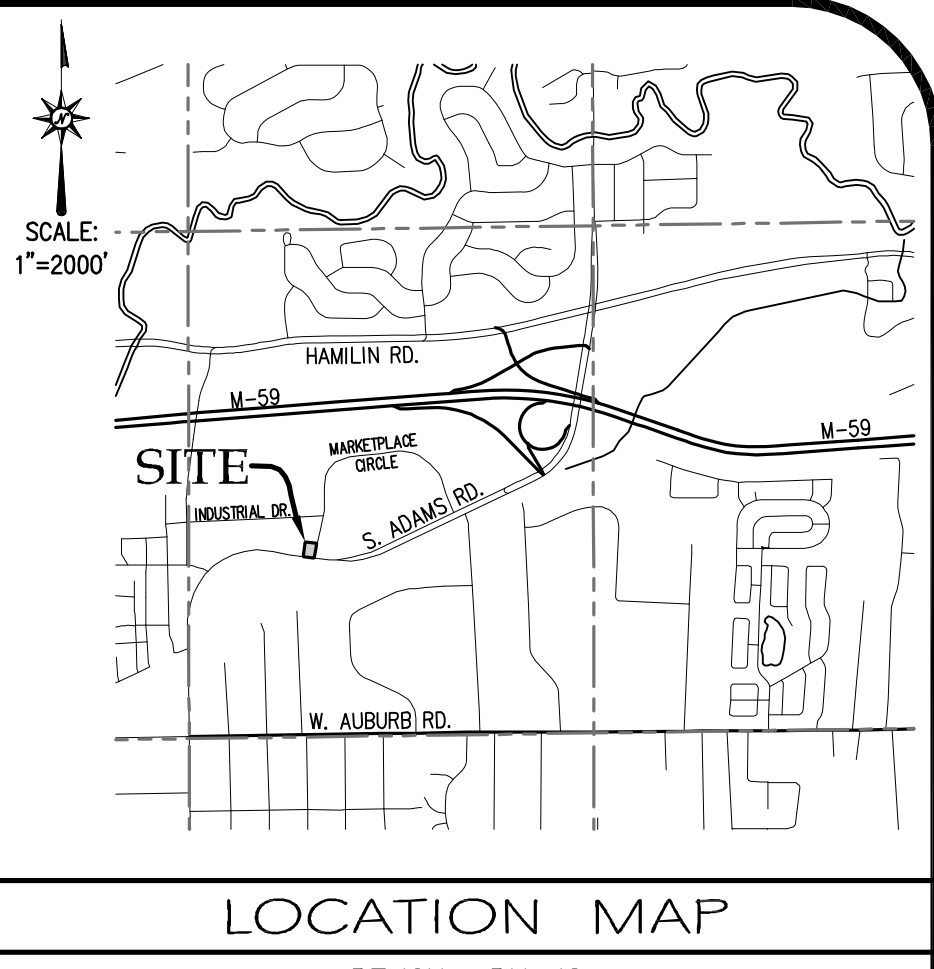 N
SCALE:
1"=2000'
HAMILIN RD.
M-59
M-59
MARKETPLACE
CIRCLE
SITE
INDUSTRIAL DR.
S. ADAMS RD.
W. AUBURB RD.
LOCATION MAP